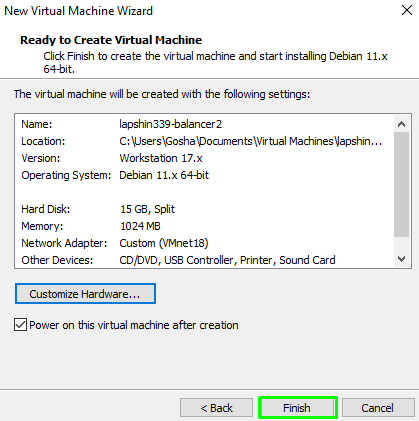 New Virtual Machine Wizard
Ready to Create Virtual Machine
Click Finish to create the virtual machine and start installing Debian 11.x
64-bit.
The virtual machine will be created with the following settings:
Name: lapshin339-balancer2
Location: C:\Users\Gosha\Documents\Virtual Machines\lapshin...
Version: Workstation 17.x
Operating System: Debian 11.x 64-bit
Hard Disk: 15 GB, Split
Memory: 1024 MB
Network Adapter: Custom (VMnet18)
Other Devices: CD/DVD, USB Controller, Printer, Sound Card
Customize Hardware...
Power on this virtual machine after creation
< Back Finish Cancel